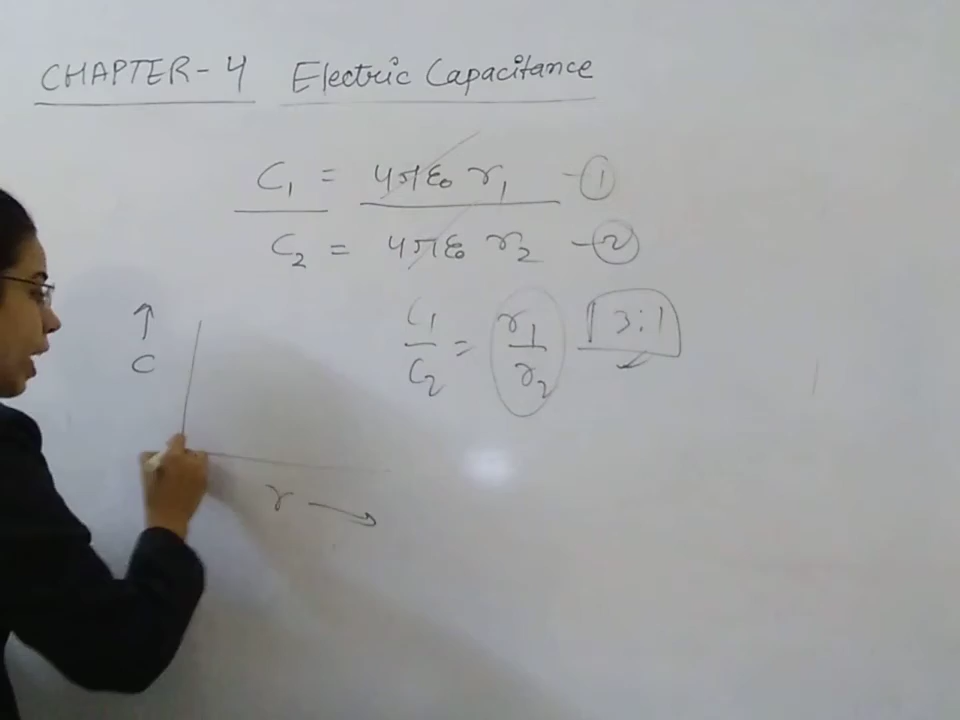 CHAPTER-4 Electric Capacitance
C₁ = 4πε₀ r₁ -①
C₂ = 4πε₀ r₂ -②
C₁/C₂ = r₁/r₂ 3:1
↑
C
r →